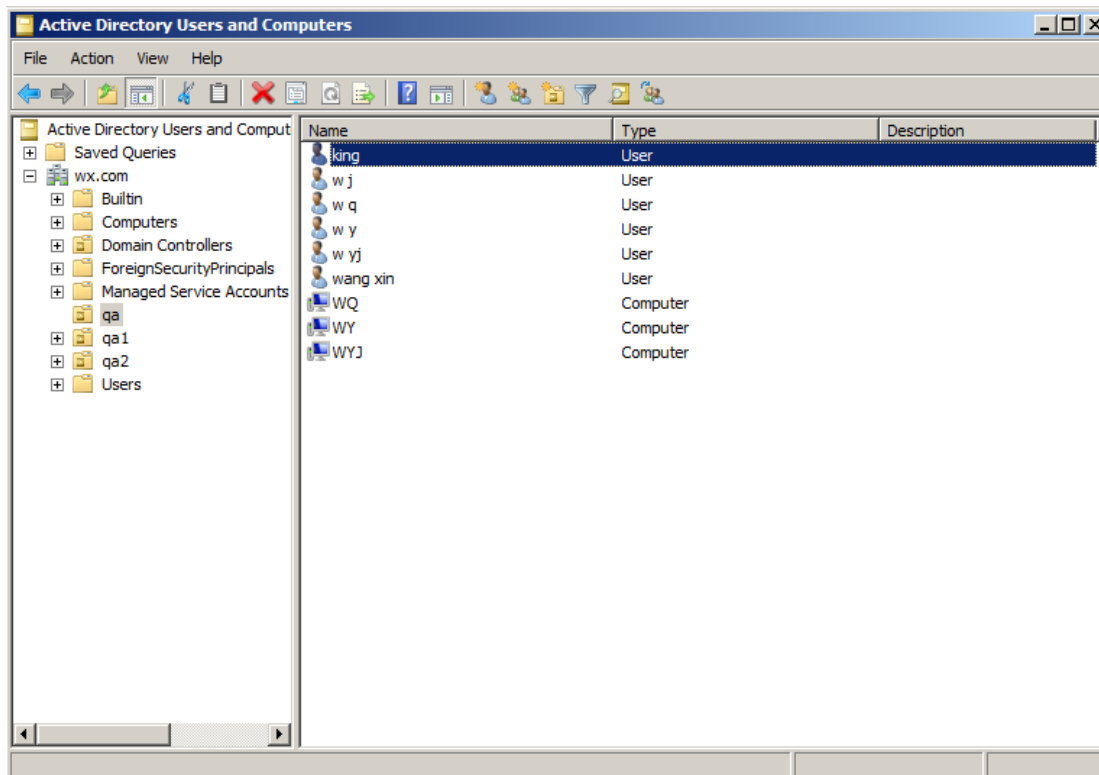 Active Directory Users and Computers
File Action View Help
Active Directory Users and Comput
Saved Queries
wx.com
Builtin
Computers
Domain Controllers
ForeignSecurityPrincipals
Managed Service Accounts
qa
qa1
qa2
Users
Name Type Description
king User
w j User
w q User
w y User
w yj User
wang xin User
WQ Computer
WY Computer
WYJ Computer